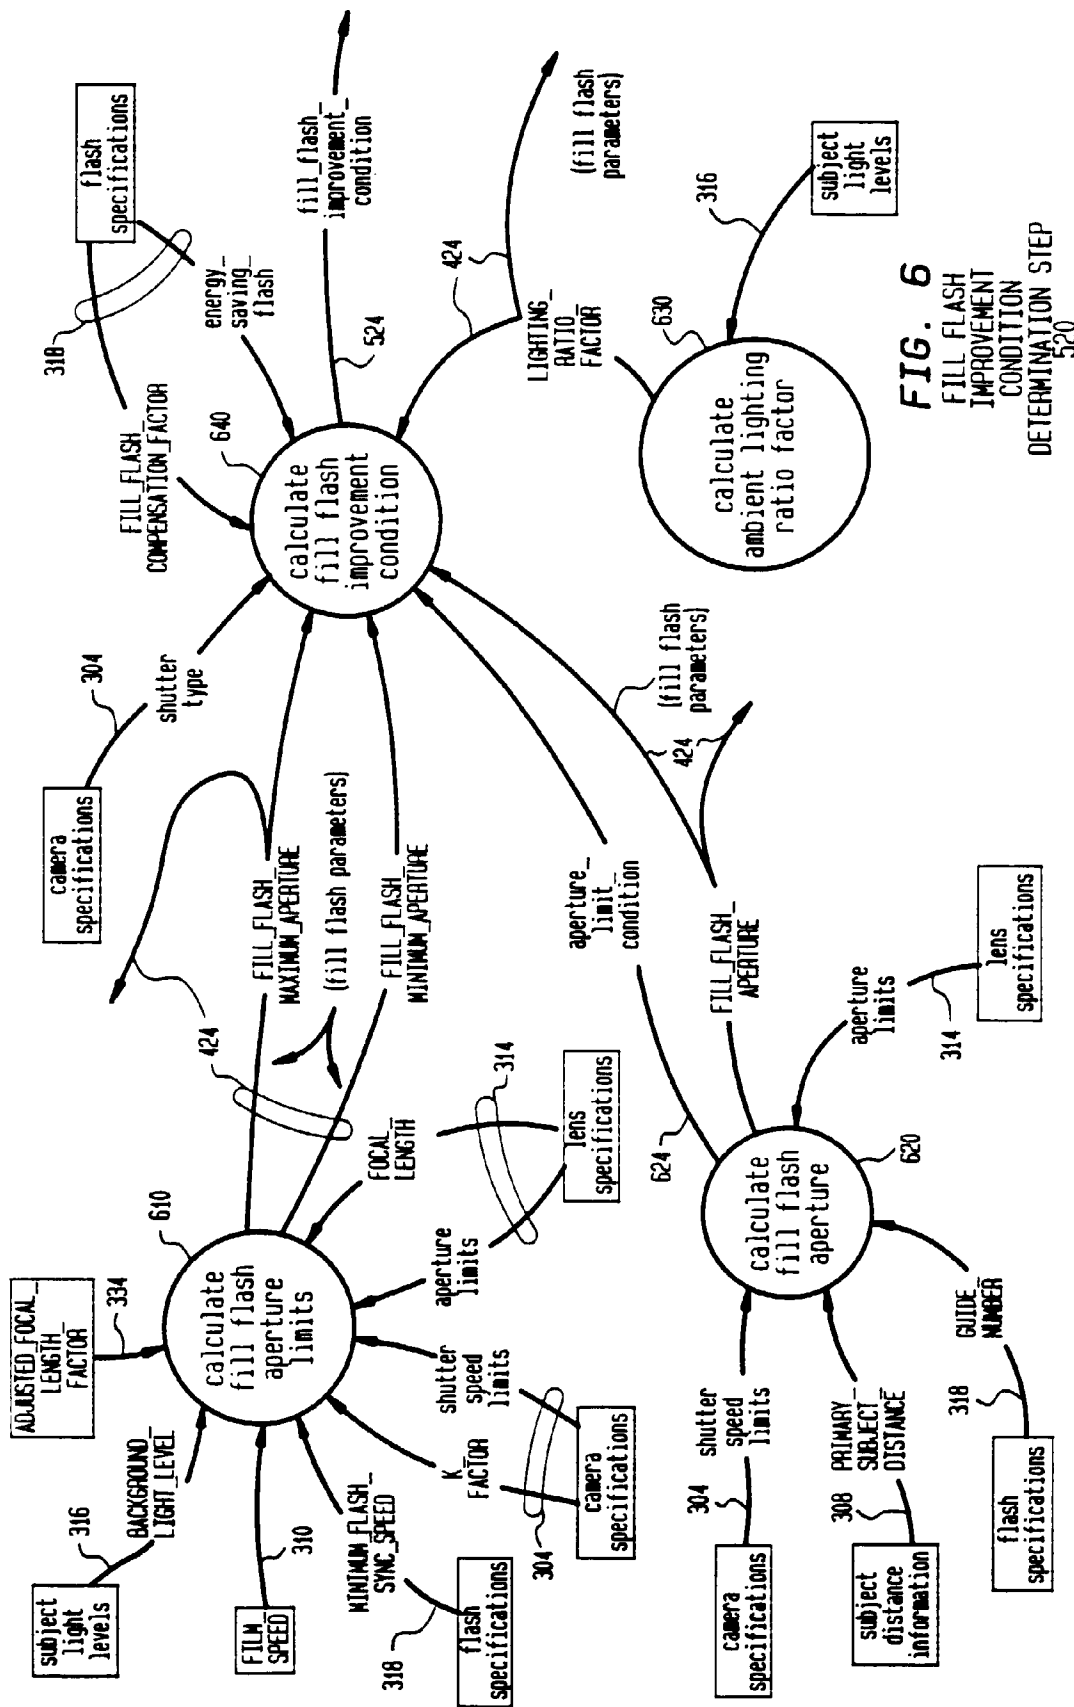 ADJUSTED_FOCAL_
LENGTH_
FACTOR
334
subject
light
levels
316
BACKGROUND_
LIGHT_LEVEL
FILM_
SPEED
310
calculate
fill flash
aperture
limits
610
MINIMUM_FLASH_
SYNC_SPEED
318
flash
specifications
K_
FACTOR
shutter
speed
limits
304
camera
specifications
aperture
limits
FOCAL_
LENGTH
314
lens
specifications
424
FILL_FLASH_
MAXIMUM_APERTURE
(fill flash parameters)
FILL_FLASH_
MINIMUM_APERTURE
camera
specifications
304
shutter
type
FILL_FLASH_
COMPENSATION_FACTOR
318
flash
specifications
energy_
saving_
flash
640
calculate
fill flash
improvement
condition
524
fill_flash_
improvement_
condition
424
424
(fill flash
parameters)
LIGHTING_
RATIO_
FACTOR
630
calculate
ambient lighting
ratio factor
316
subject
light
levels
camera
specifications
304
shutter
speed
limits
subject
distance
information
308
PRIMARY_
SUBJECT_
DISTANCE
flash
specifications
318
GUIDE_
NUMBER
calculate
fill flash
aperture
620
624
aperture
limits
314
lens
specifications
aperture_
limit_
condition
FILL_FLASH_
APERTURE
424
(fill flash
parameters)
FIG. 6
FILL FLASH
IMPROVEMENT
CONDITION
DETERMINATION STEP
520